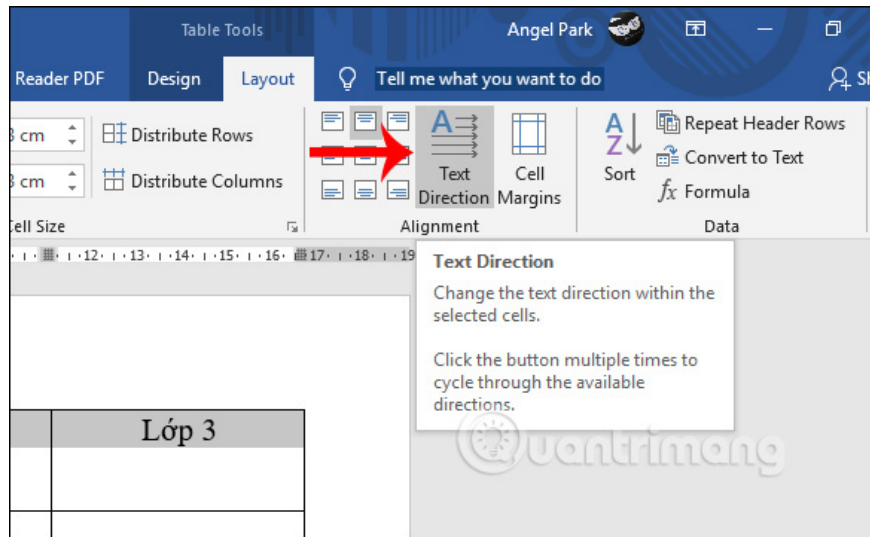 Table Tools
Angel Park
Reader PDF
Design
Layout
Tell me what you want to do
cm
Distribute Rows
cm
Distribute Columns
Cell Size
Text
Direction
Cell
Margins
Alignment
A
Z
Sort
Repeat Header Rows
Convert to Text
fx Formula
Data
12 13 14 15 16 17 18 19
Text Direction
Change the text direction within the
selected cells.
Click the button multiple times to
cycle through the available
directions.
Lớp 3
Quantrimang